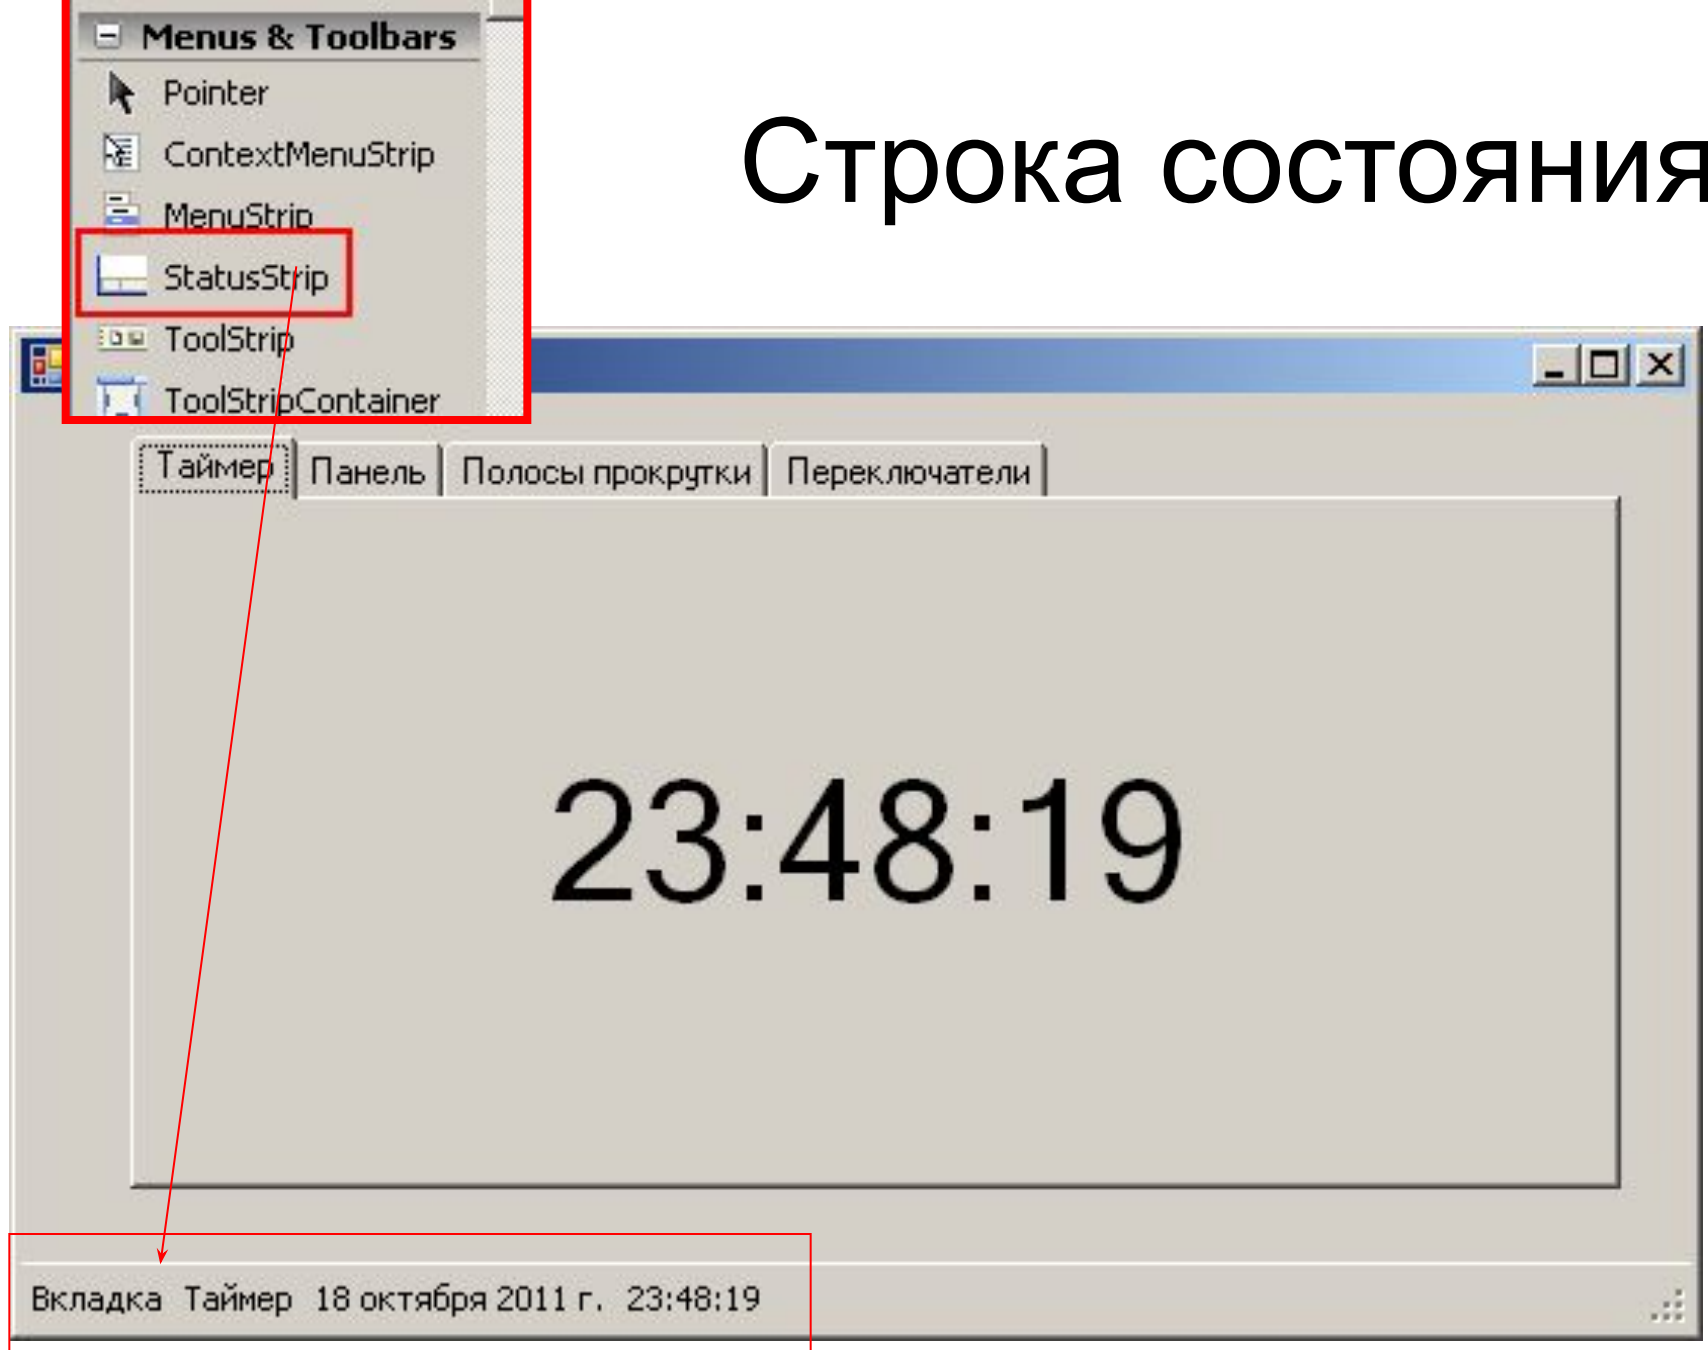 Menus & Toolbars
Pointer
ContextMenuStrip
MenuStrip
StatusStrip
ToolStrip
ToolStripContainer
Строка состояния
Таймер Панель Полосы прокрутки Переключатели
23:48:19
Вкладка Таймер 18 октября 2011 г. 23:48:19